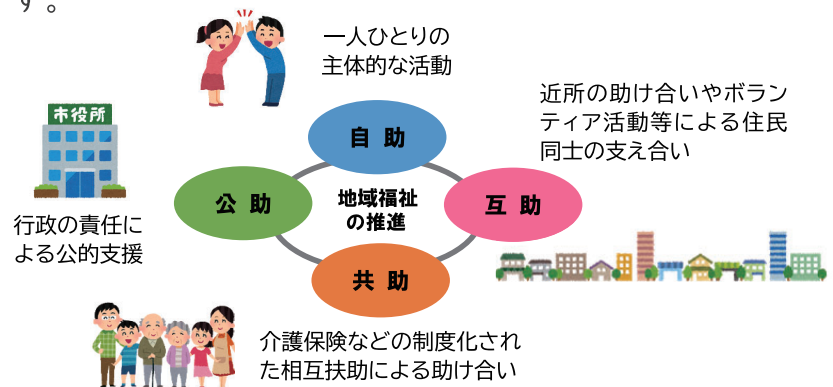 す。
一人ひとりの
主体的な活動
近所の助け合いやボラン
ティア活動等による住民
同士の支え合い
市役所
自 助
公 助
地域福祉
の推進
互 助
行政の責任に
よる公的支援
共 助
介護保険などの制度化され
た相互扶助による助け合い